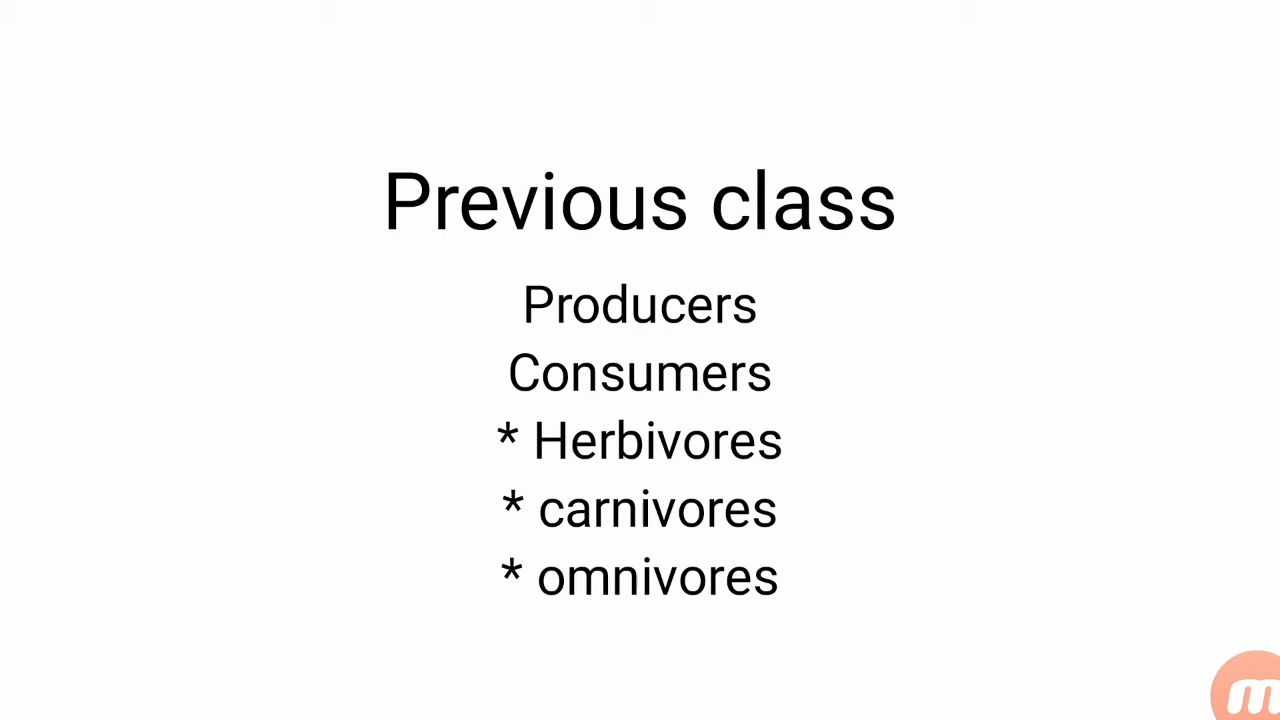 Previous class
Producers
Consumers
* Herbivores
* carnivores
* omnivores
m